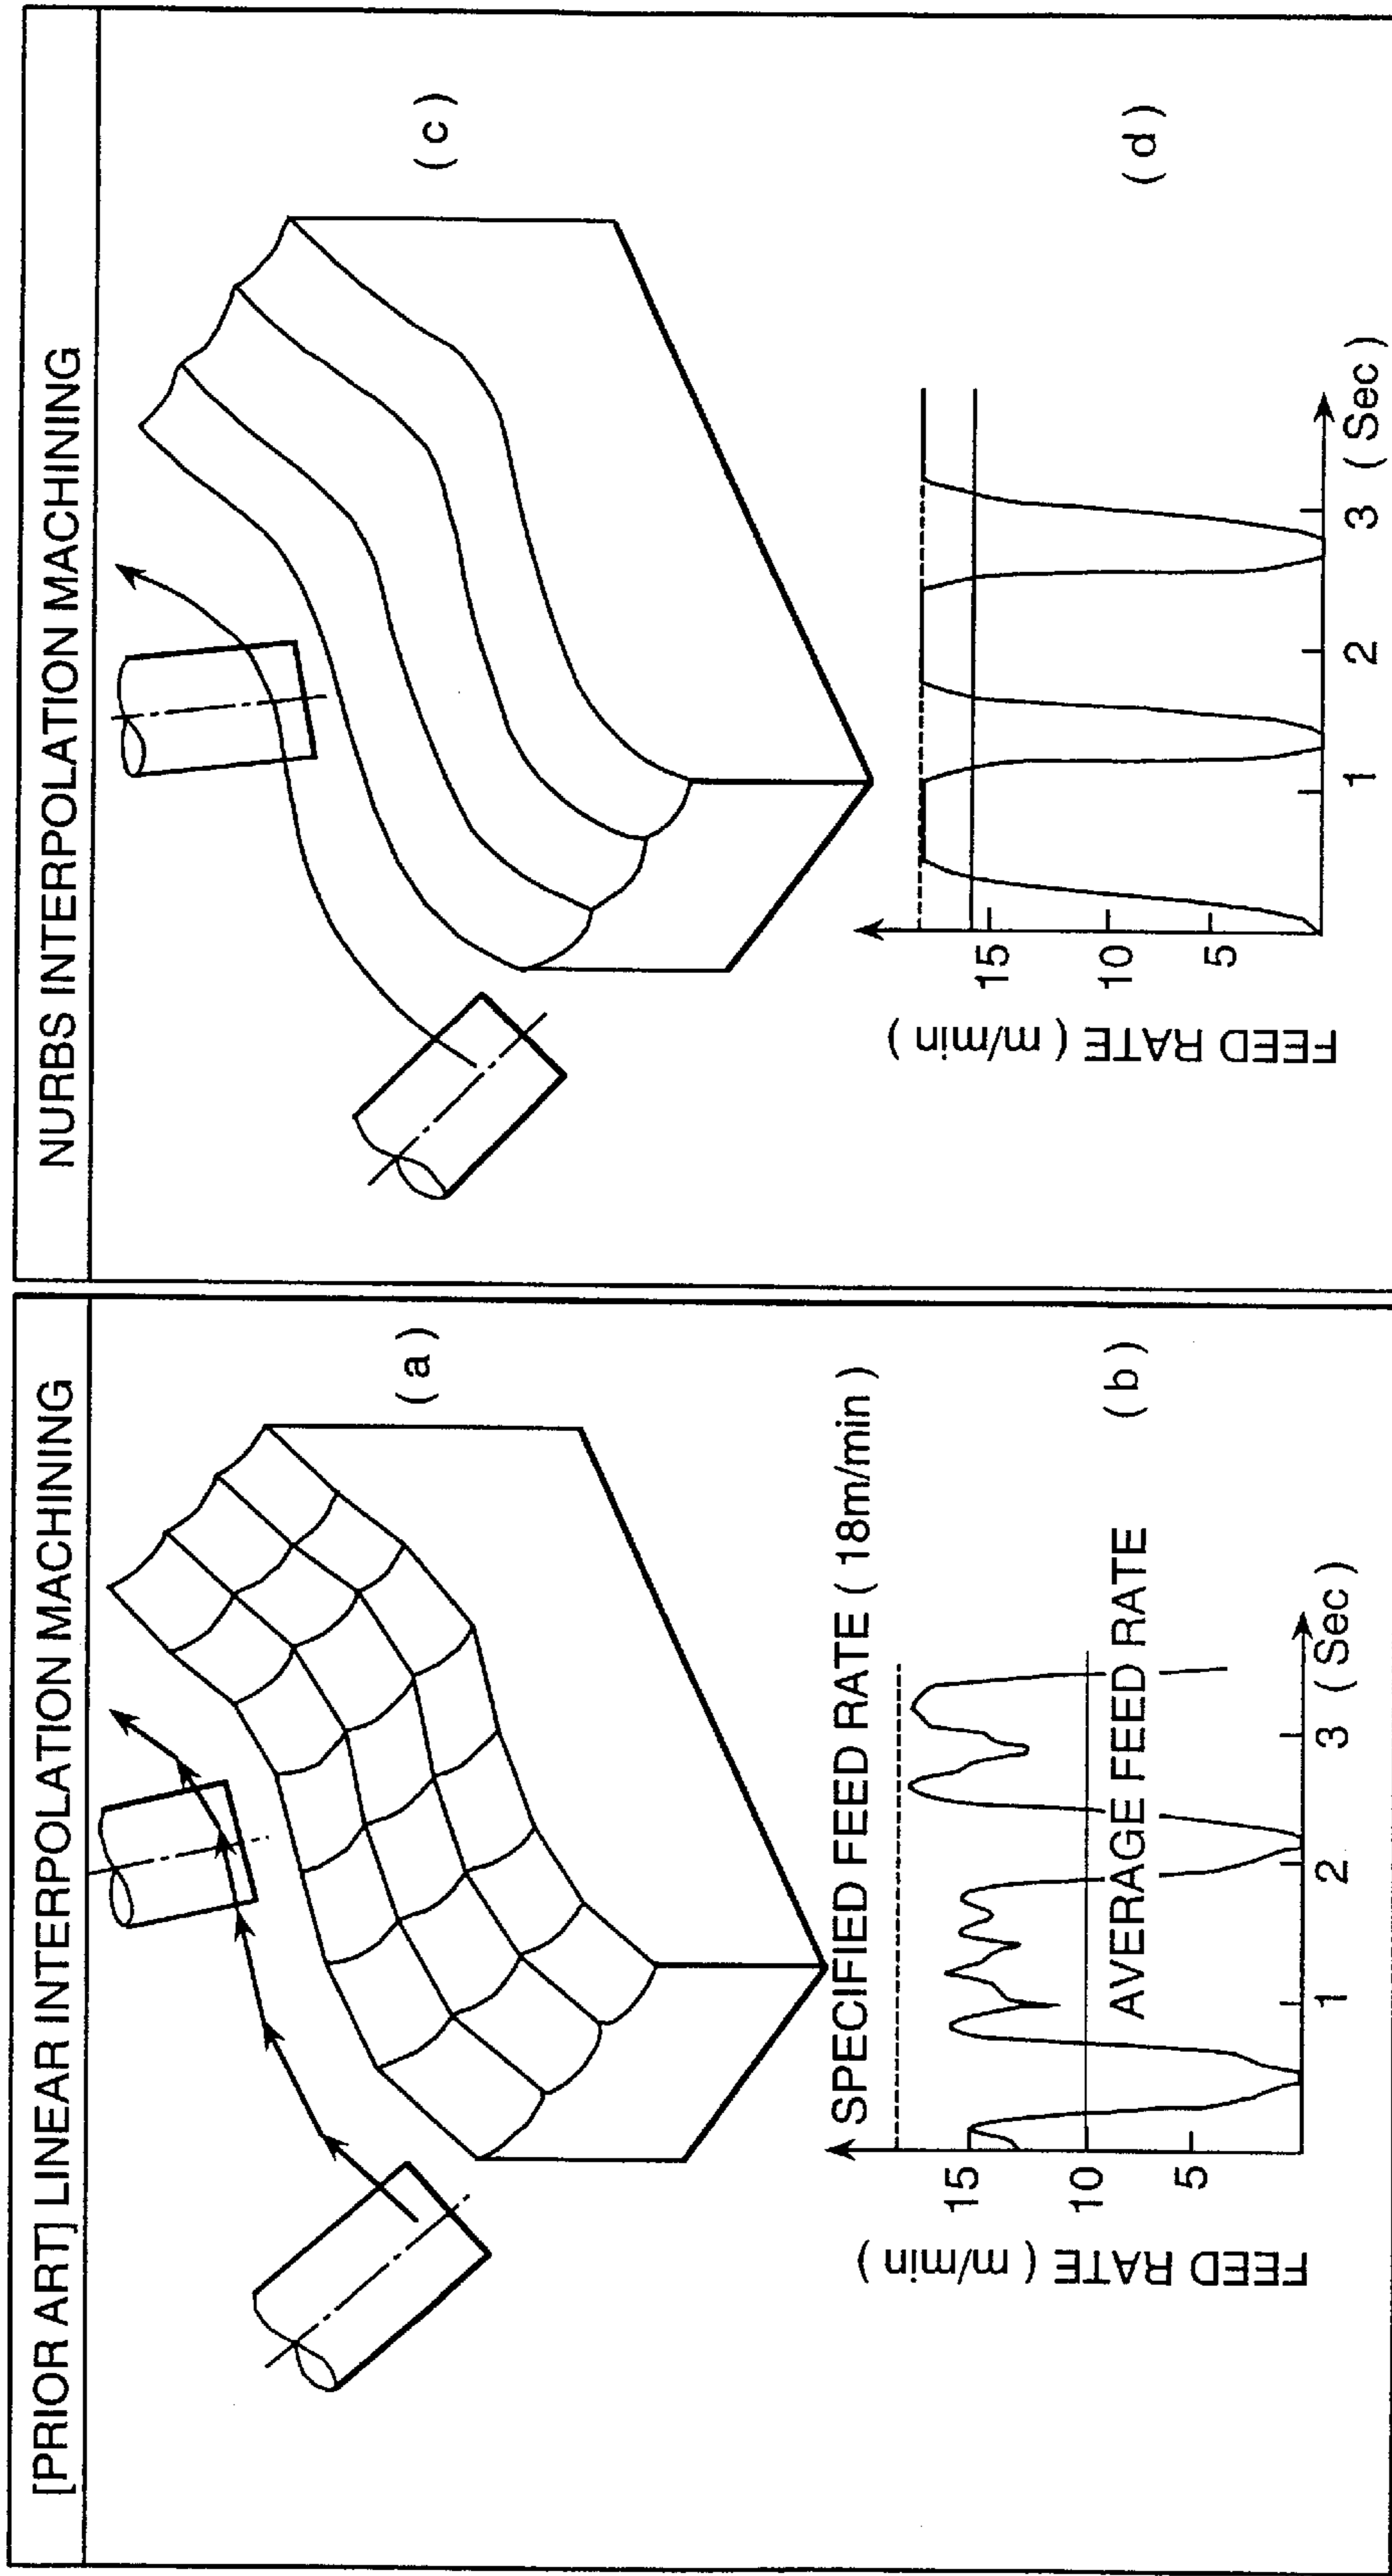 [PRIOR ART] LINEAR INTERPOLATION MACHINING
(a)
SPECIFIED FEED RATE (18m/min)
15
10
5
FEED RATE (m/min)
AVERAGE FEED RATE
1
2
3
(Sec)
(b)
NURBS INTERPOLATION MACHINING
(c)
15
10
5
FEED RATE (m/min)
1
2
3
(Sec)
(d)